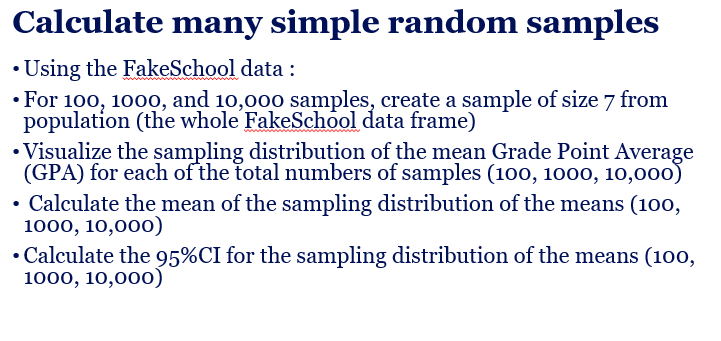 Calculate many simple random samples
• Using the FakeSchool data :
• For 100, 1000, and 10,000 samples, create a sample of size 7 from
population (the whole FakeSchool data frame)
• Visualize the sampling distribution of the mean Grade Point Average
(GPA) for each of the total numbers of samples (100, 1000, 10,000)
• Calculate the mean of the sampling distribution of the means (100,
1000, 10,000)
• Calculate the 95%CI for the sampling distribution of the means (100,
1000, 10,000)